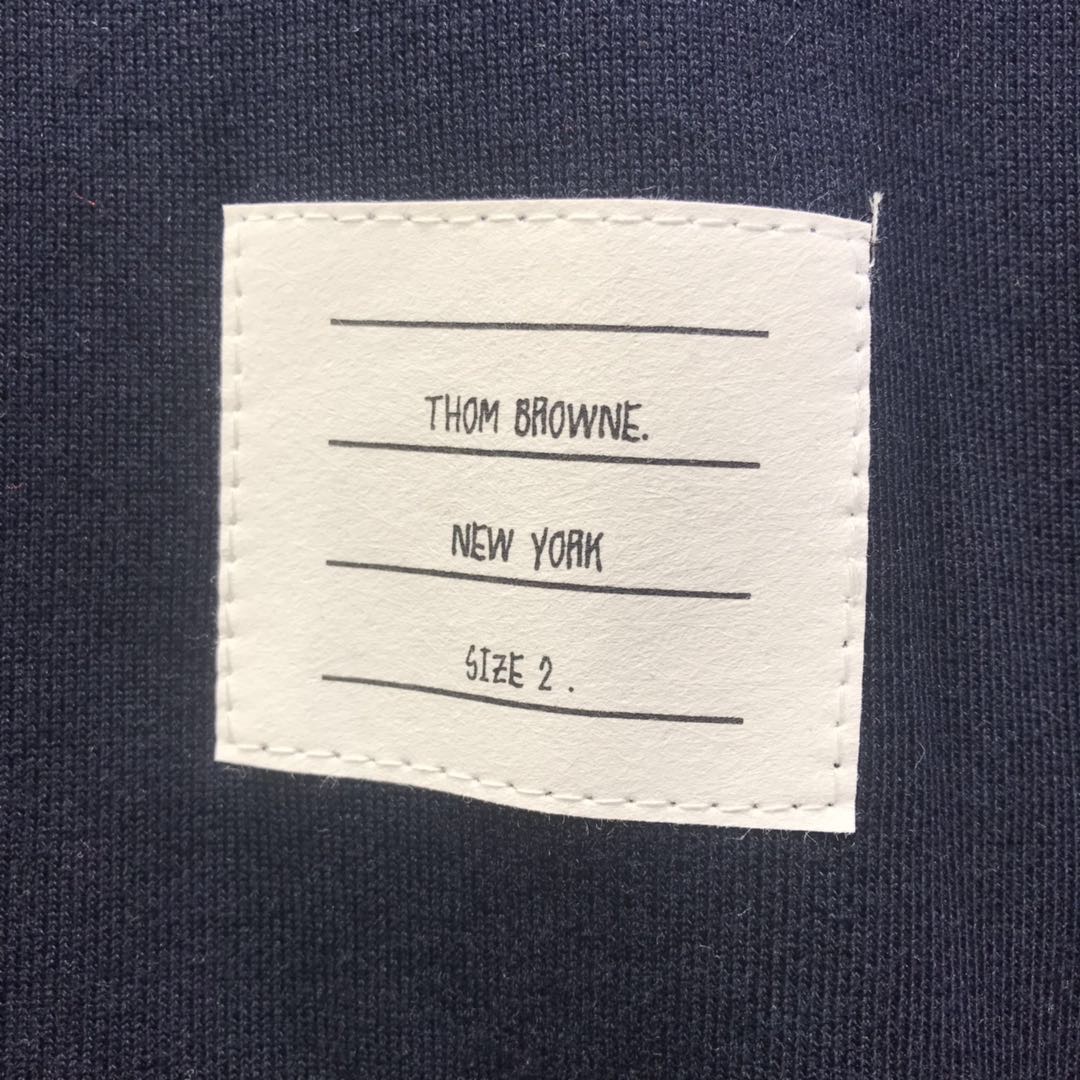 THOM BROWNE.
NEW YORK
SIZE 2 .